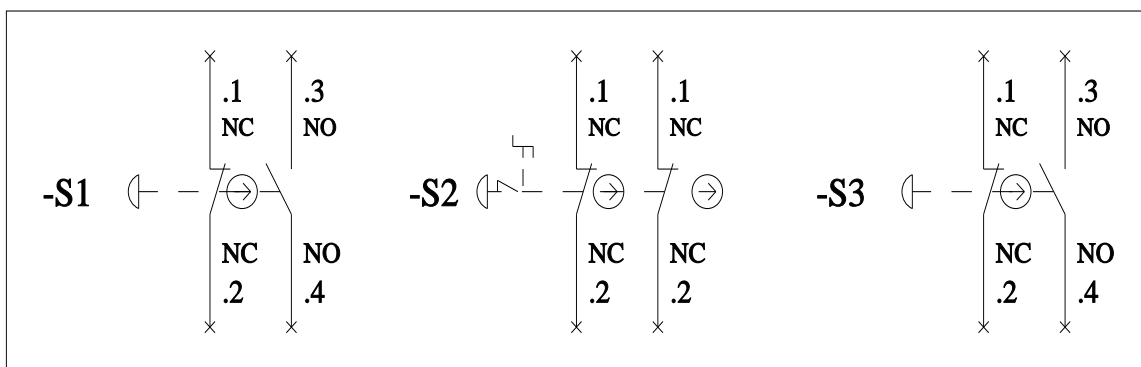 .1 .3 .1 .1 .1 .3
NC NO NC NC NC NO
-S1 -S2 -S3
NC NO NC NC NC NO
.2 .4 .2 .2 .2 .4